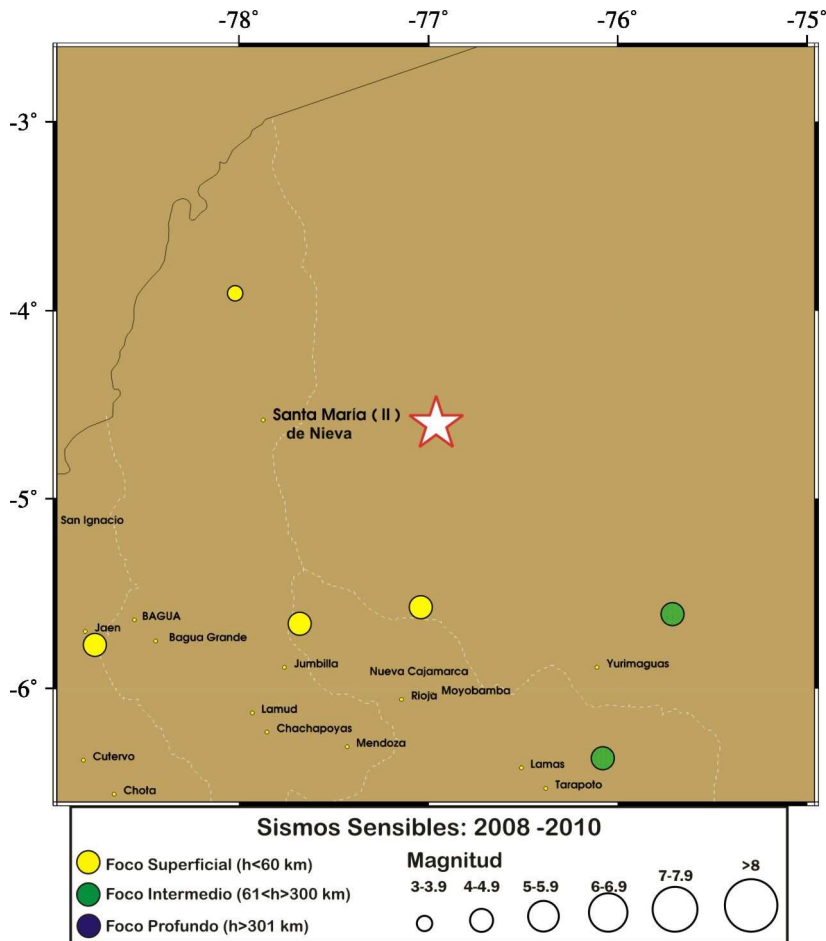 -78° -77° -76° -75°
-3°
-4°
Santa María ( II )
de Nieva
-5°
San Ignacio
BAGUA
Jaen
Bagua Grande
Jumbilla
Nueva Cajamarca
Yurimaguas
-6°
Rioja Moyobamba
Lamud
Chachapoyas
Mendoza
Cutervo
Lamas
Tarapoto
Chota
Sismos Sensibles: 2008 -2010
Foco Superficial (h<60 km)
Foco Intermedio (61<h>300 km)
Foco Profundo (h>301 km)
Magnitud
3-3.9 4-4.9 5-5.9 6-6.9 7-7.9 >8